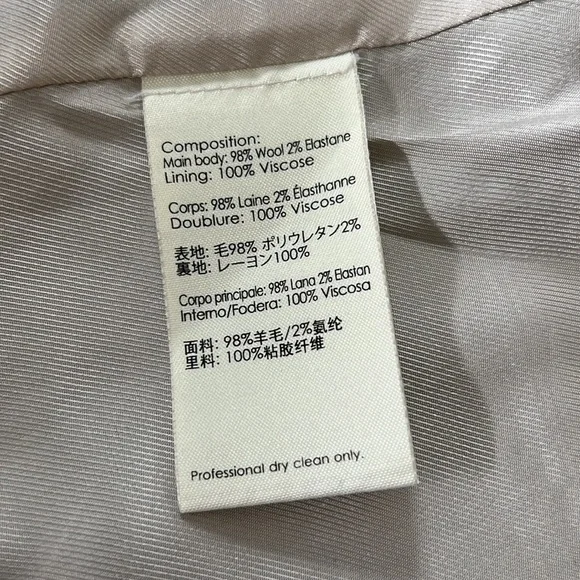 Composition:
Main body: 98% Wool 2% Elastane
Lining: 100% Viscose
Corps: 98% Laine 2% Élasthanne
Doublure: 100% Viscose
表地: 毛98% ポリウレタン2%
裏地: レーヨン100%
Corpo principale: 98% Lana 2% Elastan
Interno/Fodera: 100% Viscosa
面料: 98%羊毛/2%氨纶
里料: 100%粘胶纤维
Professional dry clean only.